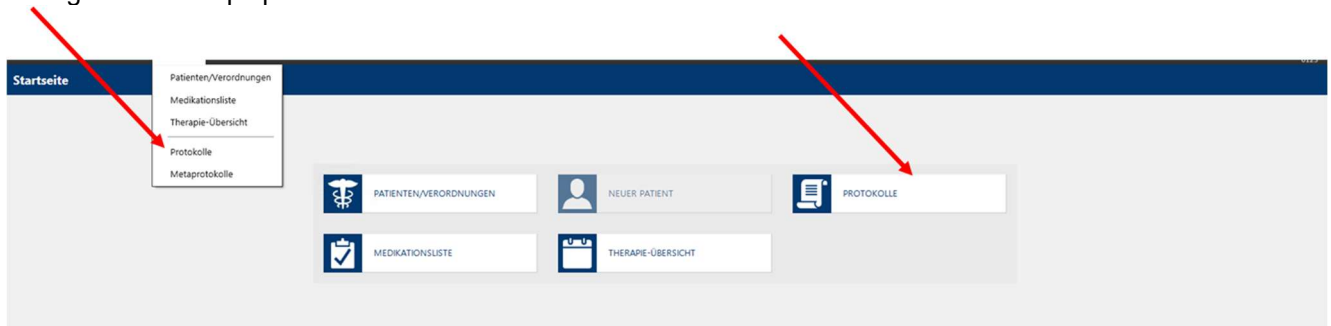 Startseite
Patienten/Verordnungen
Medikationsliste
Therapie-Übersicht
Protokolle
Metaprotokolle
PATIENTEN/VERORDNUNGEN
NEUER PATIENT
PROTOKOLLE
MEDIKATIONSLISTE
THERAPIE-ÜBERSICHT